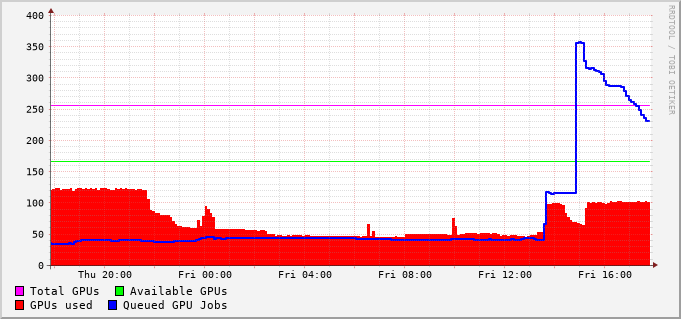 400
350
300
250
200
150
100
50
0
Thu 20:00 Fri 00:00 Fri 04:00 Fri 08:00 Fri 12:00 Fri 16:00
Total GPUs Available GPUs
GPUs used Queued GPU Jobs
RRDTOOL / TOBI OETIKER